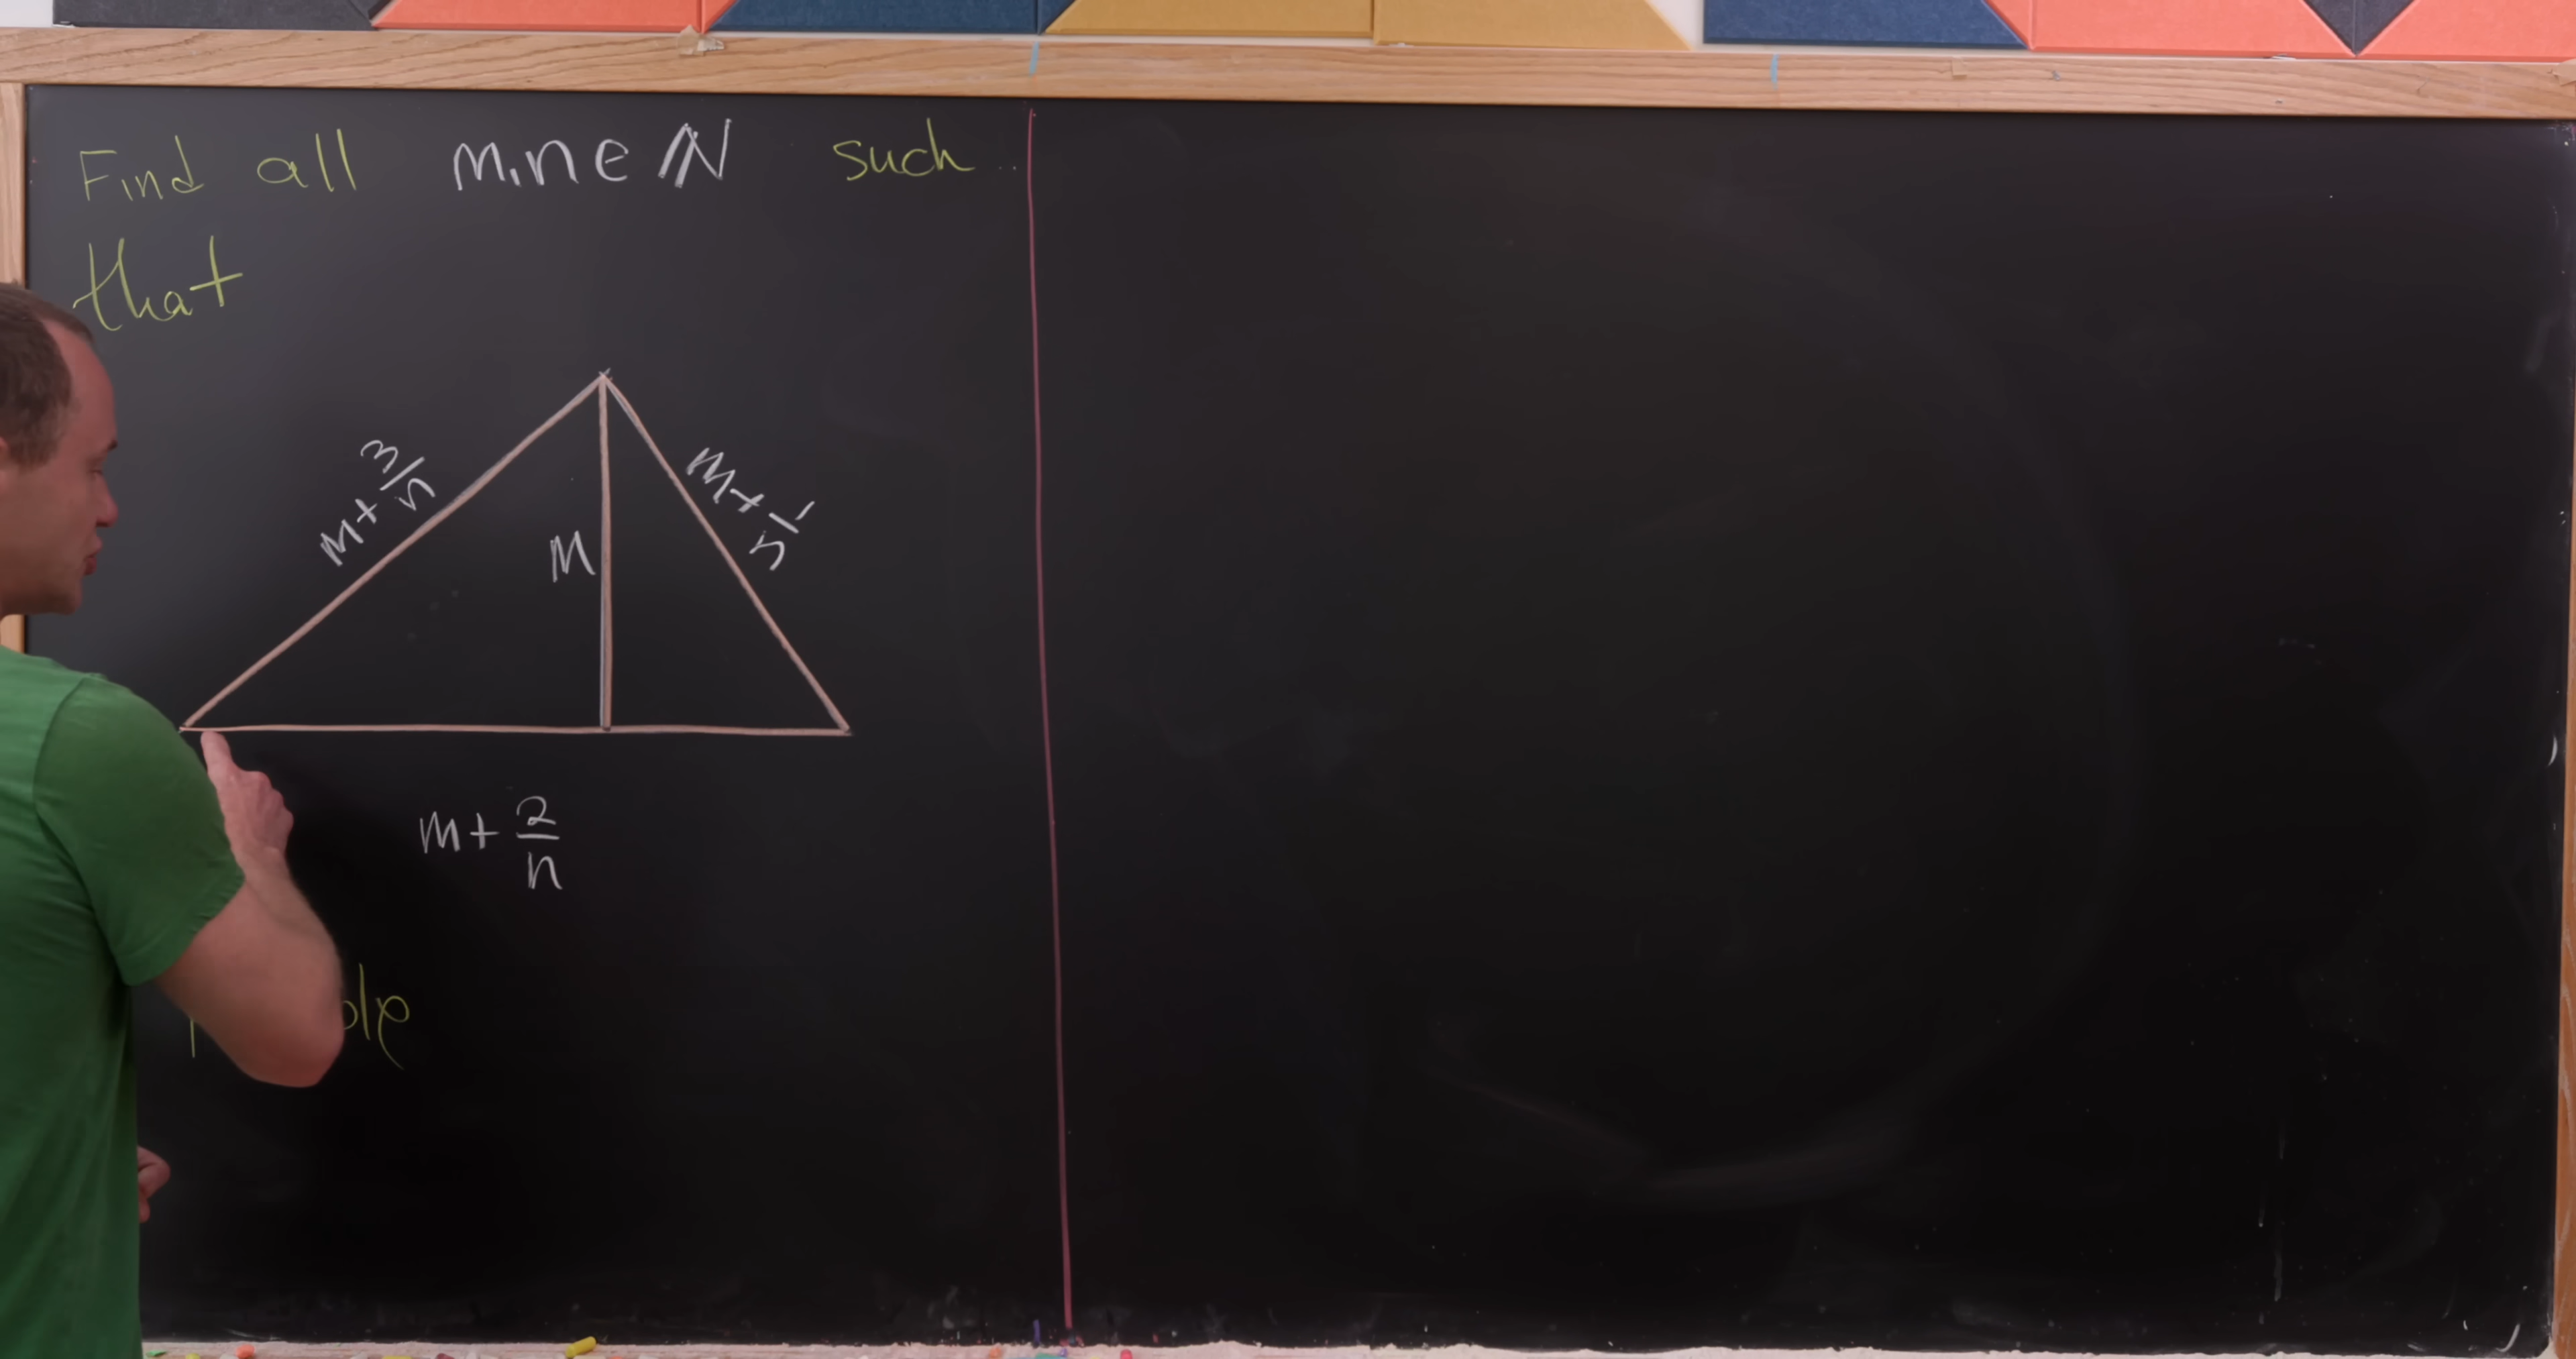 Find all m,n∈ℕ such
that
m+3/n
m+1/n
m
m+2/n